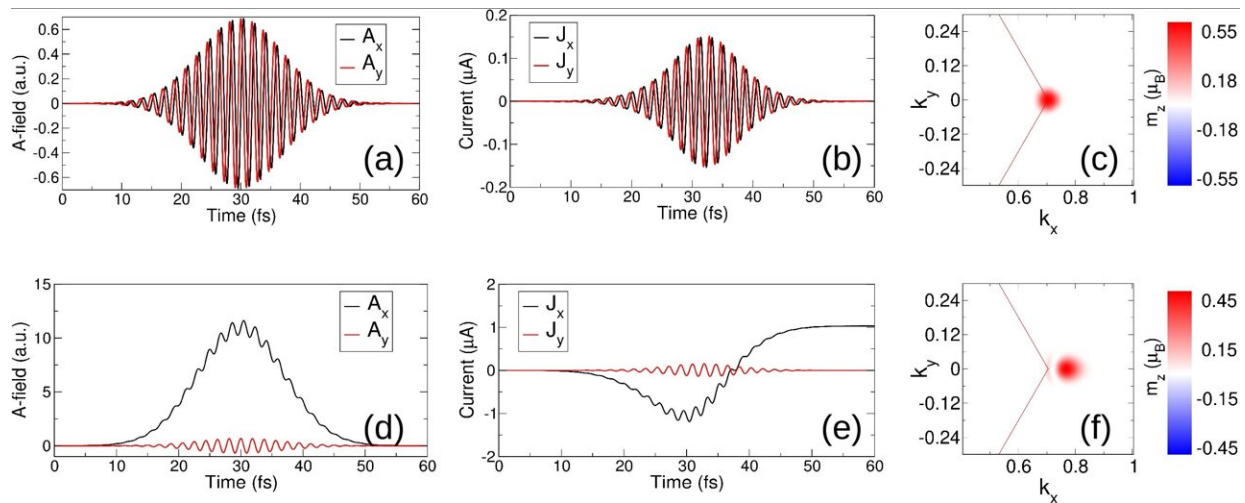 A-field (a.u.)
0.6
0.4
0.2
0
-0.2
-0.4
-0.6
A_x
A_y
(a)
0 10 20 30 40 50 60
Time (fs)
Current (μA)
0.2
0.1
0
-0.1
-0.2
J_x
J_y
(b)
0 10 20 30 40 50 60
Time (fs)
k_y
0.24
0.12
0
-0.12
-0.24
(c)
0.6 0.8 1
k_x
0.55
0.18
-0.18
-0.55
m_z (μ_B)
A-field (a.u.)
15
10
5
0
A_x
A_y
(d)
0 10 20 30 40 50 60
Time (fs)
Current (μA)
2
1
0
-1
-2
J_x
J_y
(e)
0 10 20 30 40 50 60
Time (fs)
k_y
0.24
0.12
0
-0.12
-0.24
(f)
0.6 0.8 1
k_x
0.45
0.15
-0.15
-0.45
m_z (μ_B)